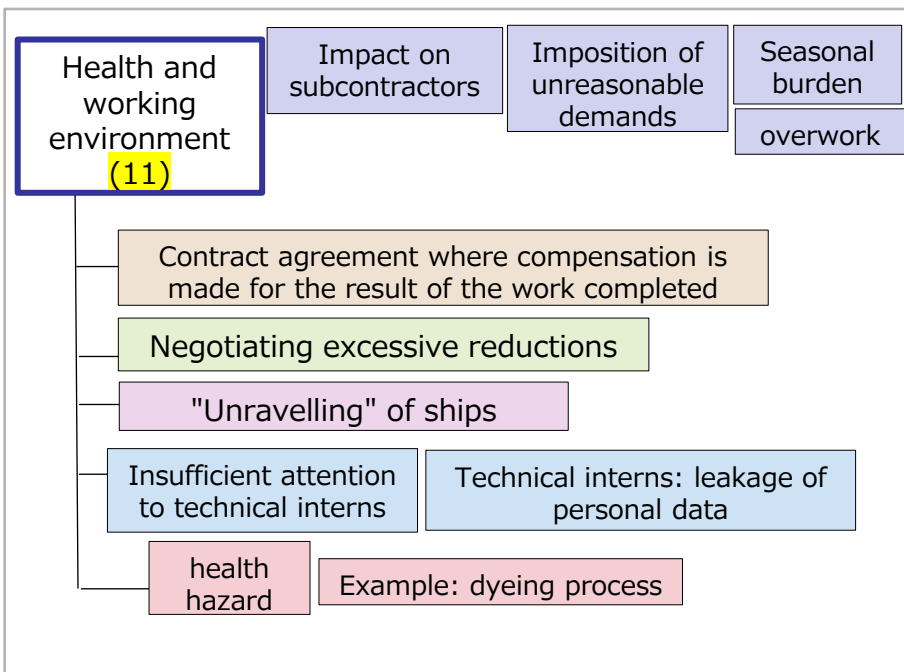 Health and
working
environment
(11)
Impact on
subcontractors
Imposition of
unreasonable
demands
Seasonal
burden
overwork
Contract agreement where compensation is
made for the result of the work completed
Negotiating excessive reductions
"Unravelling" of ships
Insufficient attention
to technical interns
Technical interns: leakage of
personal data
health
hazard
Example: dyeing process